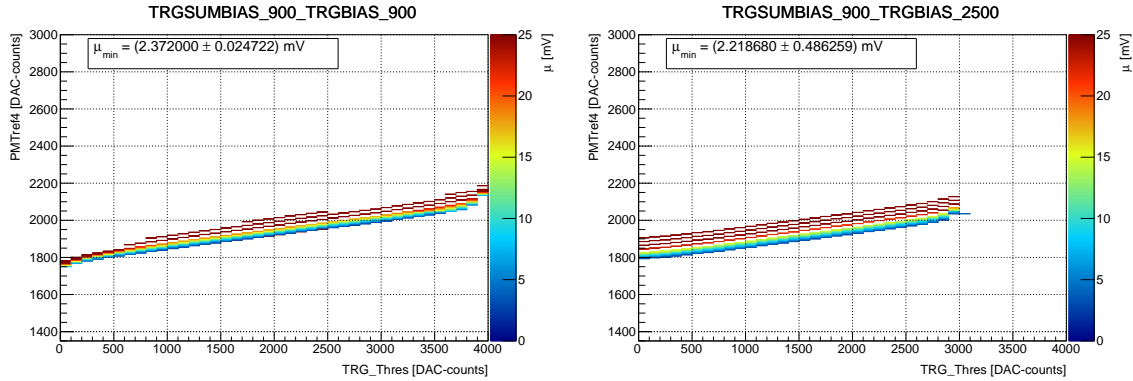 TRGSUMBIAS_900_TRGBIAS_900
μmin = (2.372000 ± 0.024722) mV
PMTref4 [DAC-counts]
3000
2800
2600
2400
2200
2000
1800
1600
1400
0 500 1000 1500 2000 2500 3000 3500 4000
TRG_Thres [DAC-counts]
25
20
15
10
5
0
μ [mV]
TRGSUMBIAS_900_TRGBIAS_2500
μmin = (2.218680 ± 0.486259) mV
PMTref4 [DAC-counts]
3000
2800
2600
2400
2200
2000
1800
1600
1400
0 500 1000 1500 2000 2500 3000 3500 4000
TRG_Thres [DAC-counts]
25
20
15
10
5
0
μ [mV]